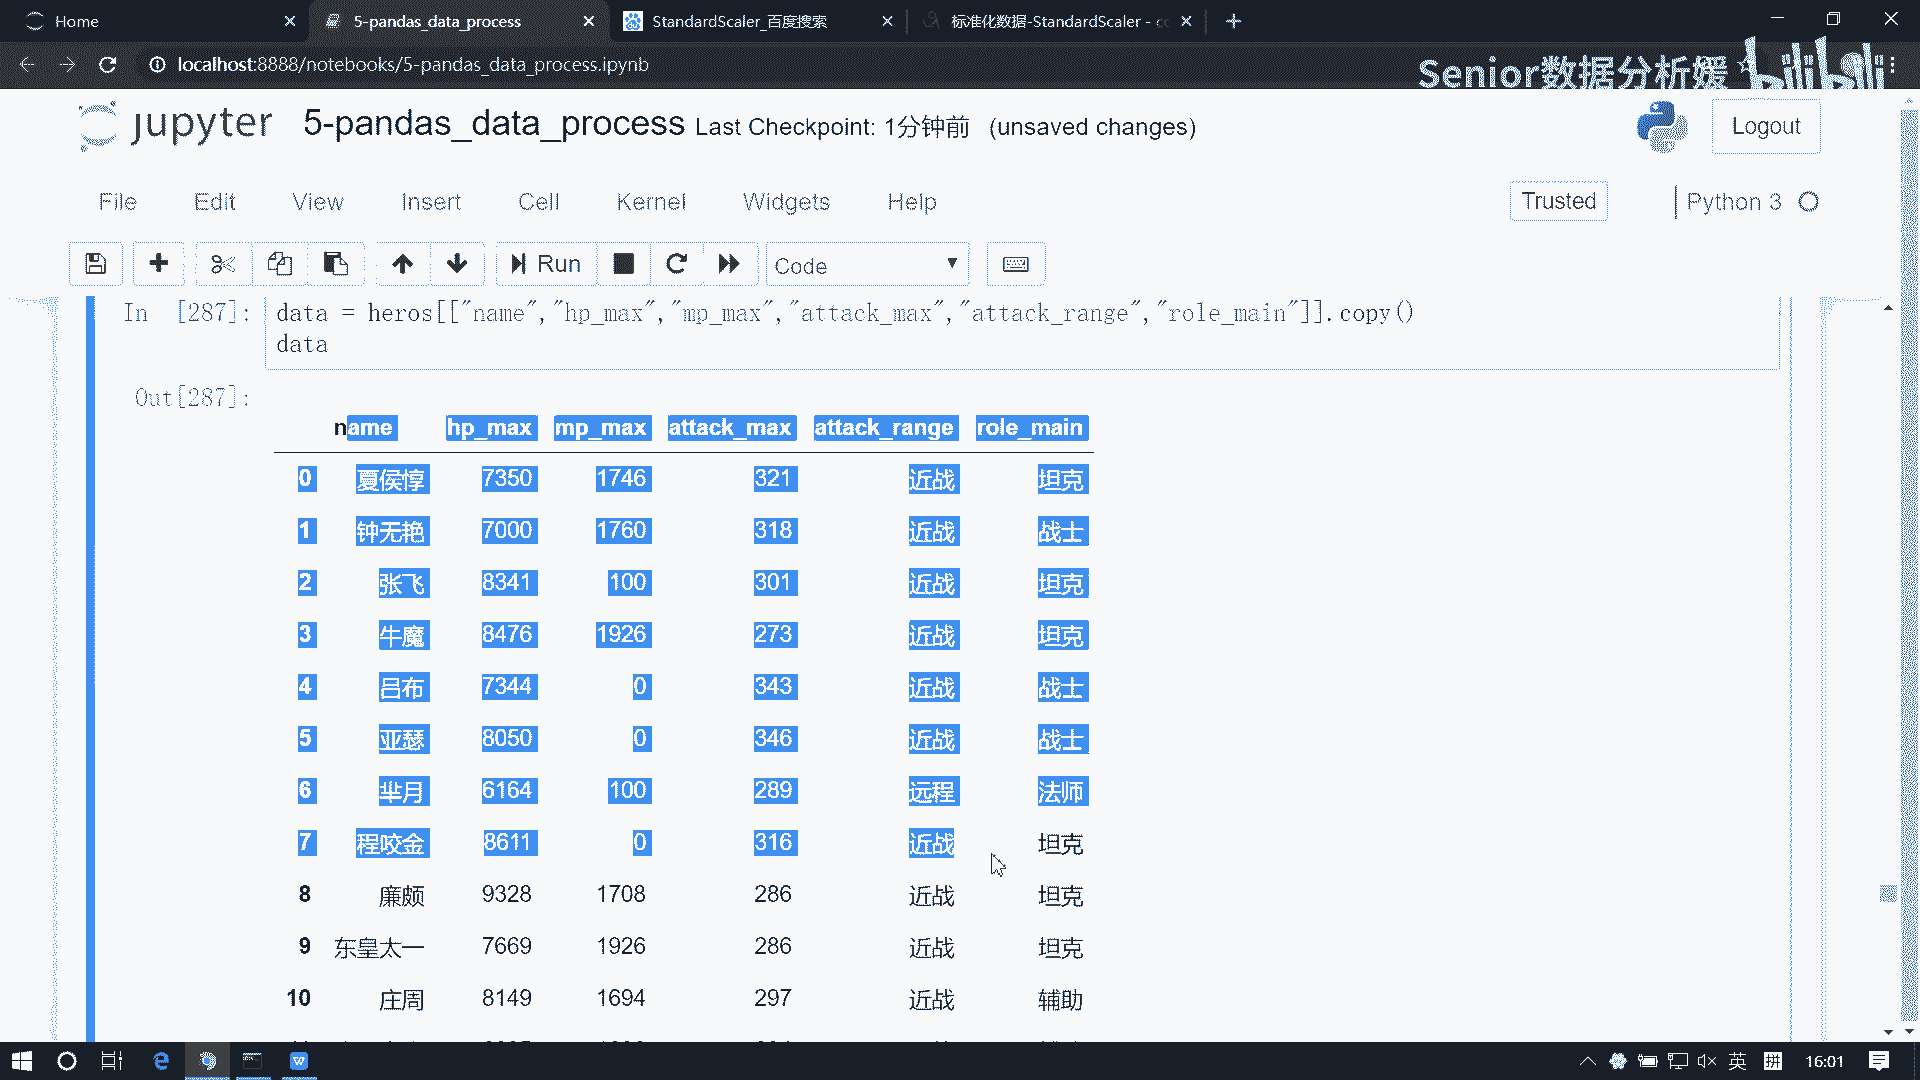 Home
5-pandas_data_process
StandardScaler_百度搜索
标准化数据-StandardScaler - co
localhost:8888/notebooks/5-pandas_data_process.ipynb
Senior数据分析媛 bilibili
jupyter 5-pandas_data_process Last Checkpoint: 1分钟前 (unsaved changes)
Logout
File Edit View Insert Cell Kernel Widgets Help
Trusted
Python 3
Run
Code
In [287]: data = heros[["name","hp_max","mp_max","attack_max","attack_range","role_main"]].copy()
data
Out[287]:
name hp_max mp_max attack_max attack_range role_main
0 夏侯惇 7350 1746 321 近战 坦克
1 钟无艳 7000 1760 318 近战 战士
2 张飞 8341 100 301 近战 坦克
3 牛魔 8476 1926 273 近战 坦克
4 吕布 7344 0 343 近战 战士
5 亚瑟 8050 0 346 近战 战士
6 芈月 6164 100 289 远程 法师
7 程咬金 8611 0 316 近战 坦克
8 廉颇 9328 1708 286 近战 坦克
9 东皇太一 7669 1926 286 近战 坦克
10 庄周 8149 1694 297 近战 辅助
英 拼 16:01